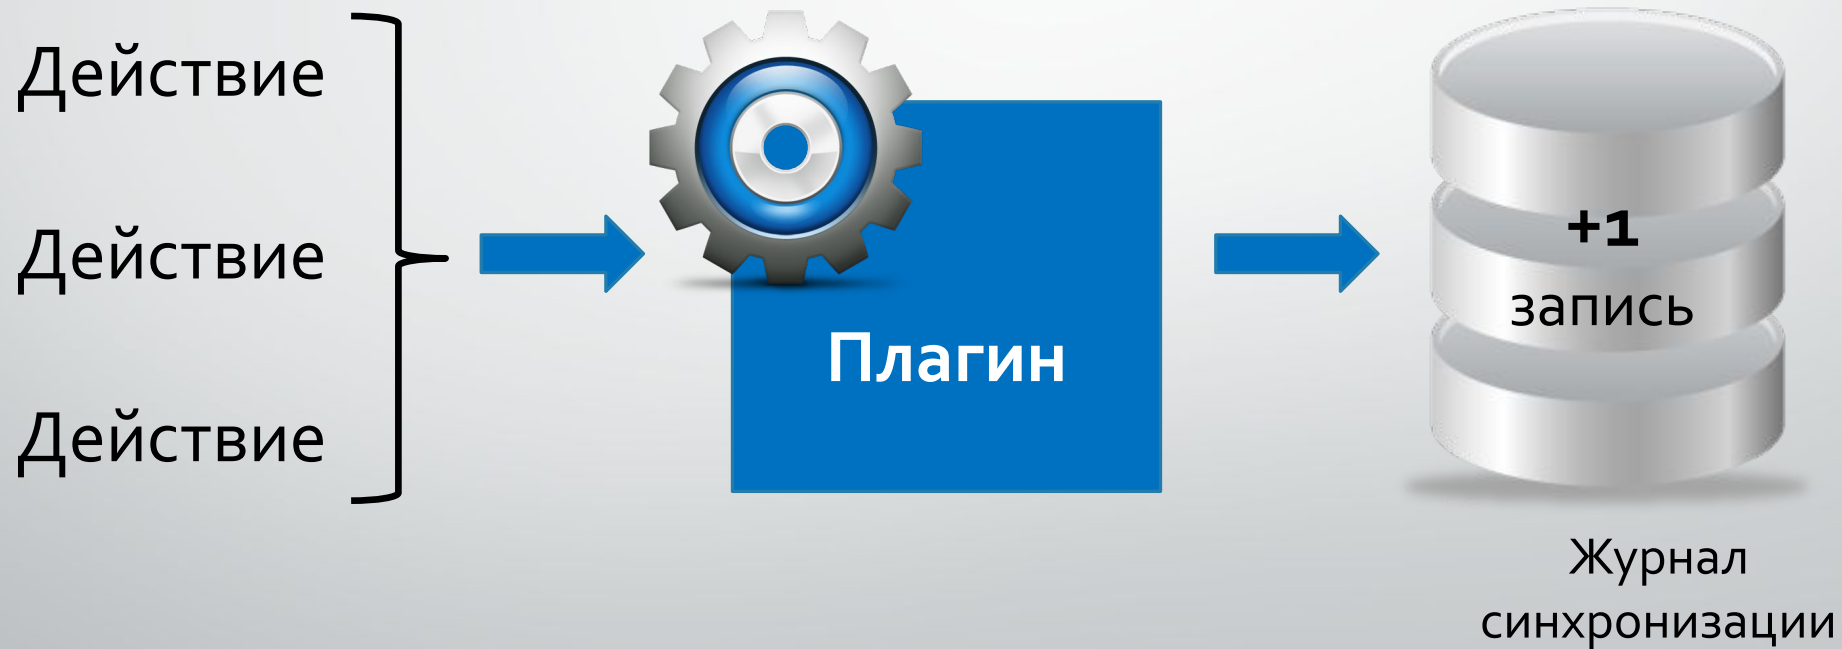 Действие
Действие
Действие
Плагин
+1
запись
Журнал
синхронизации